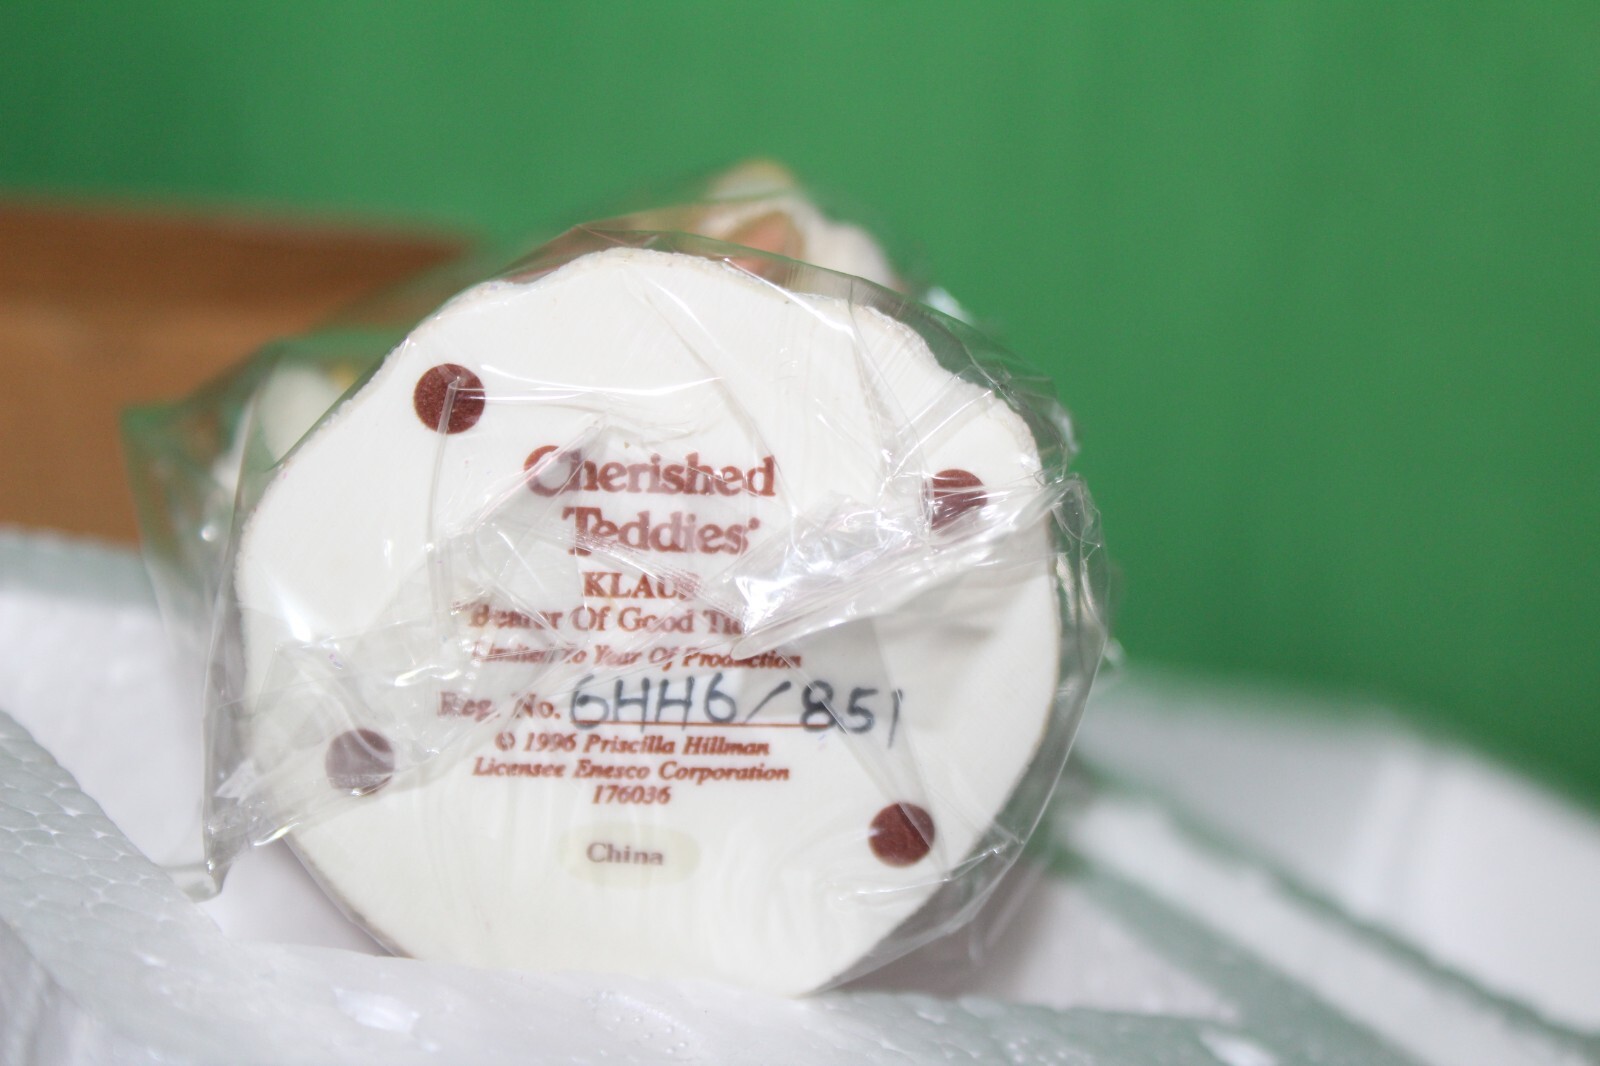 Cherished
Teddies
KLAUS
Bearer Of Good
Limited To Year Of Production
Reg. No. 6HH6/851
© 1996 Priscilla Hillman
Licensee Enesco Corporation
176036
China